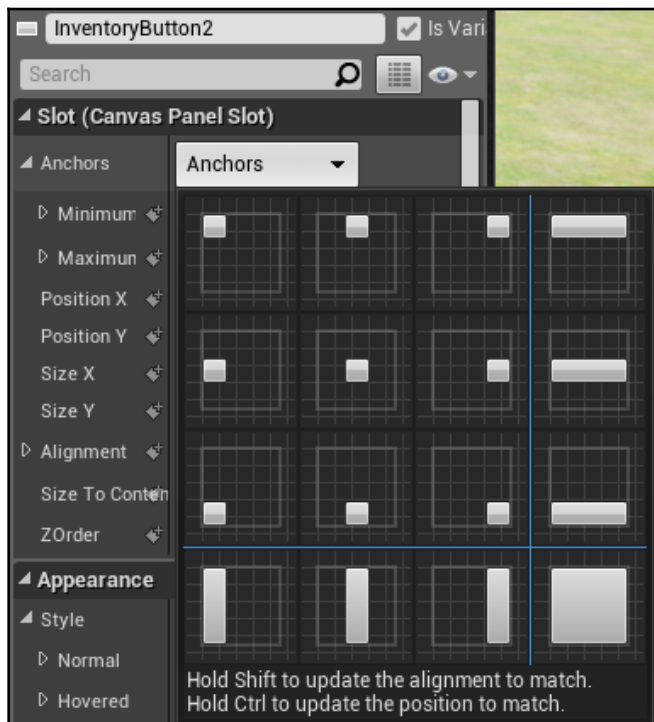 InventoryButton2
Is Vari
Search
Slot (Canvas Panel Slot)
Anchors
Anchors
Minimum
Maximun
Position X
Position Y
Size X
Size Y
Alignment
Size To Conten
ZOrder
Appearance
Style
Normal
Hovered
Hold Shift to update the alignment to match.
Hold Ctrl to update the position to match.